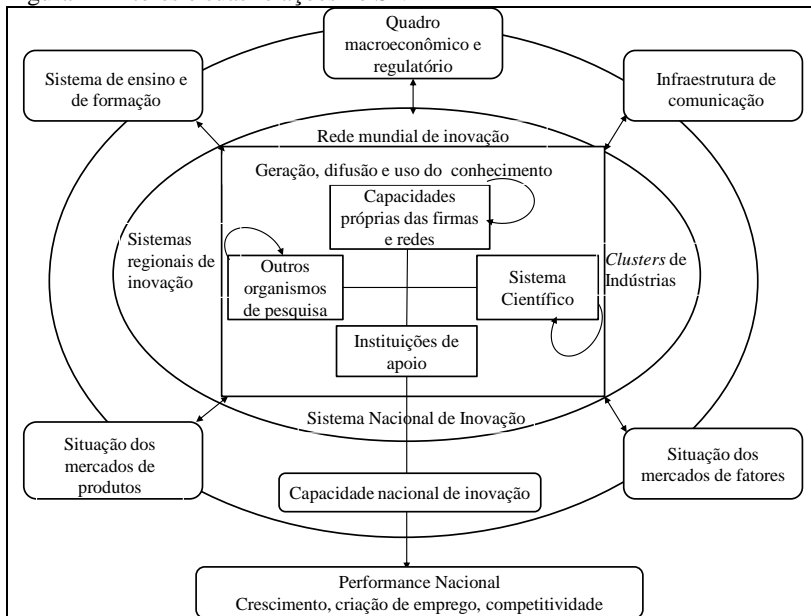 Quadro
macroeconômico e
regulatório
Sistema de ensino e
de formação
Infraestrutura de
comunicação
Rede mundial de inovação
Geração, difusão e uso do conhecimento
Capacidades
próprias das firmas
e redes
Sistemas
regionais de
inovação
Outros
organismos
de pesquisa
Sistema
Científico
Clusters de
Indústrias
Instituições de
apoio
Sistema Nacional de Inovação
Situação dos
mercados de
produtos
Situação dos
mercados de fatores
Capacidade nacional de inovação
Performance Nacional
Crescimento, criação de emprego, competitividade